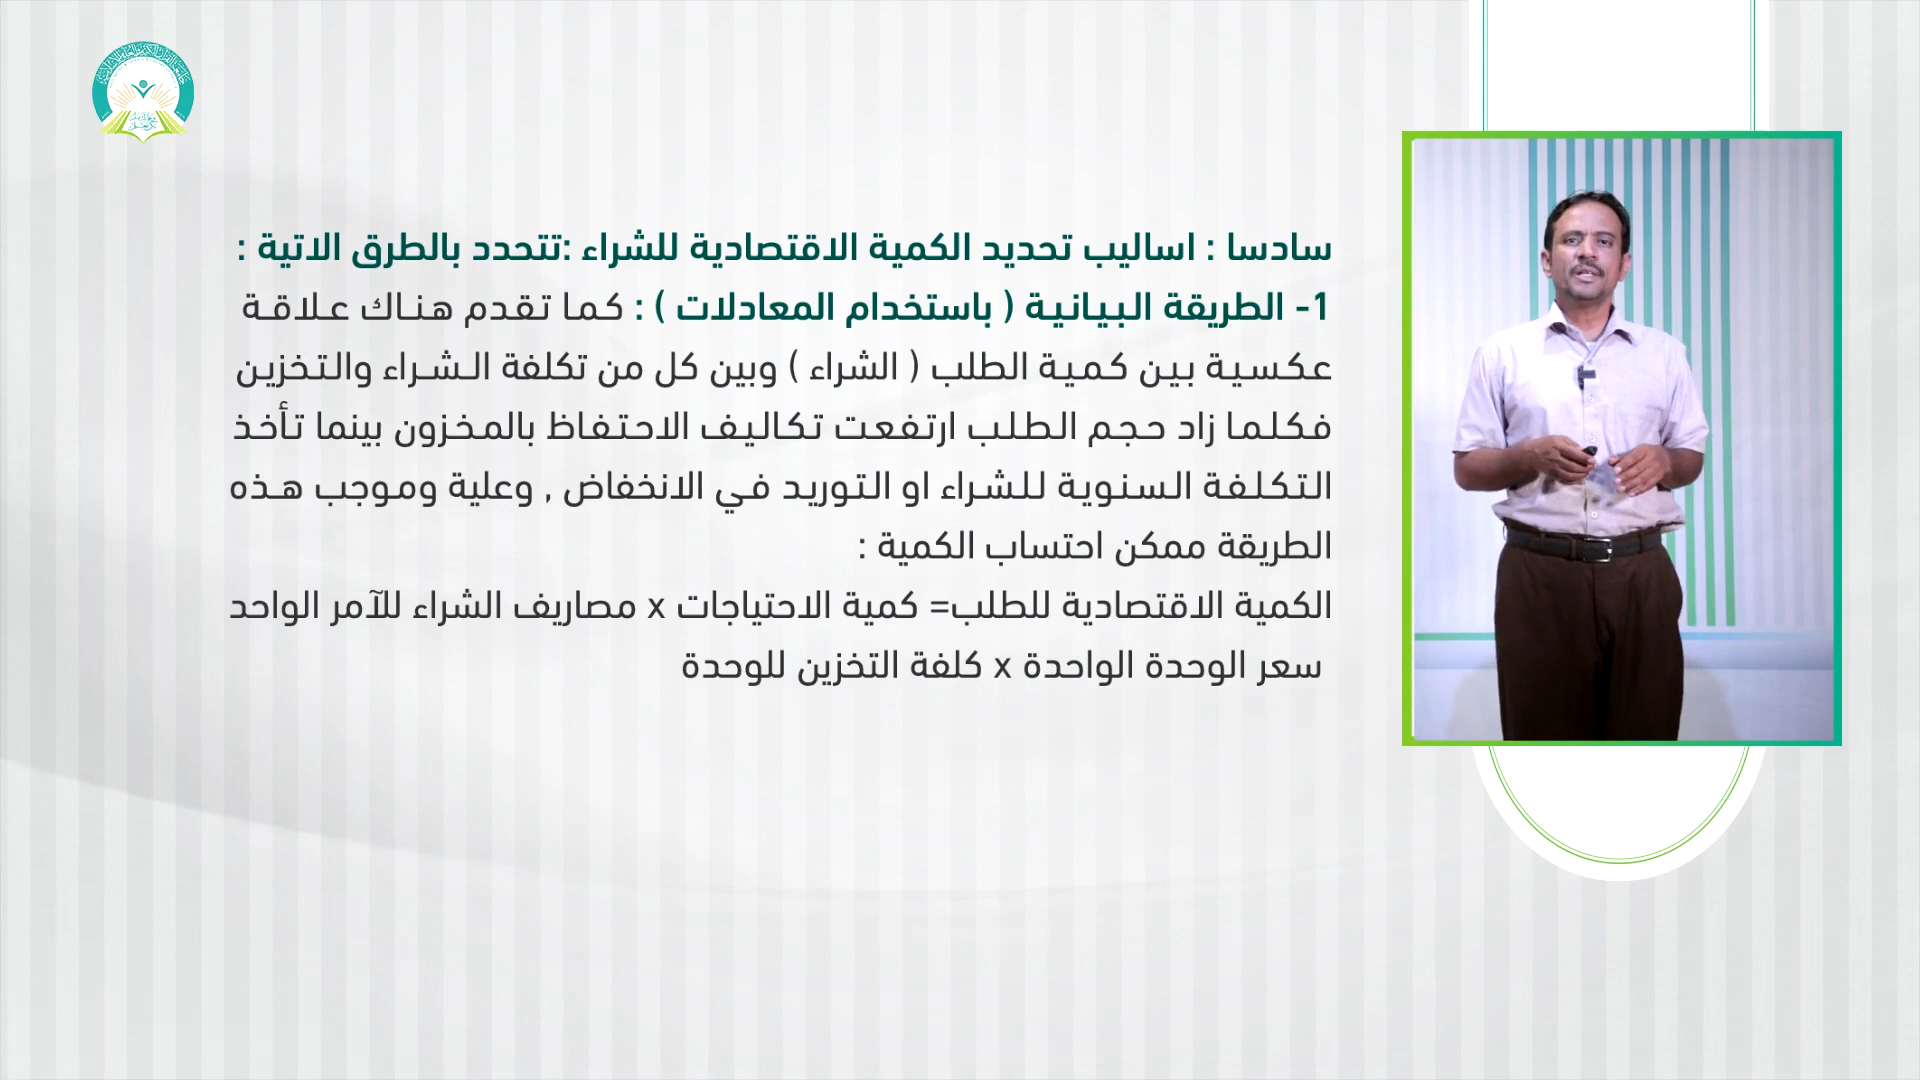 سادسا : اساليب تحديد الكمية الاقتصادية للشراء :تتحدد بالطرق الاتية :
1- الطريقة البيانية ( باستخدام المعادلات ) : كما تقدم هناك علاقة
عكسية بين كمية الطلب ( الشراء ) وبين كل من تكلفة الشراء والتخزين
فكلما زاد حجم الطلب ارتفعت تكاليف الاحتفاظ بالمخزون بينما تأخذ
التكلفة السنوية للشراء او التوريد في الانخفاض , وعلية وموجب هذه
الطريقة ممكن احتساب الكمية :
الكمية الاقتصادية للطلب= كمية الاحتياجات x مصاريف الشراء للآمر الواحد
سعر الوحدة الواحدة x كلفة التخزين للوحدة